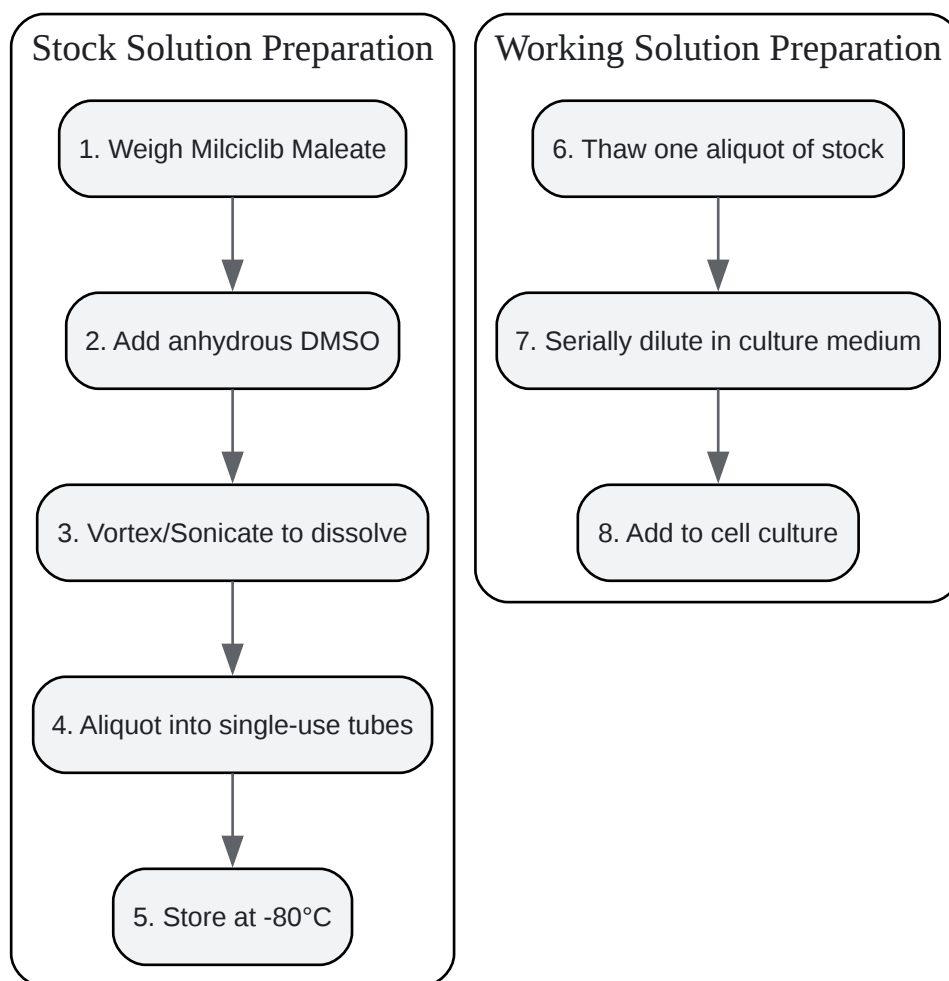 Stock Solution Preparation
1. Weigh Milciclib Maleate
2. Add anhydrous DMSO
3. Vortex/Sonicate to dissolve
4. Aliquot into single-use tubes
5. Store at -80°C
Working Solution Preparation
6. Thaw one aliquot of stock
7. Serially dilute in culture medium
8. Add to cell culture